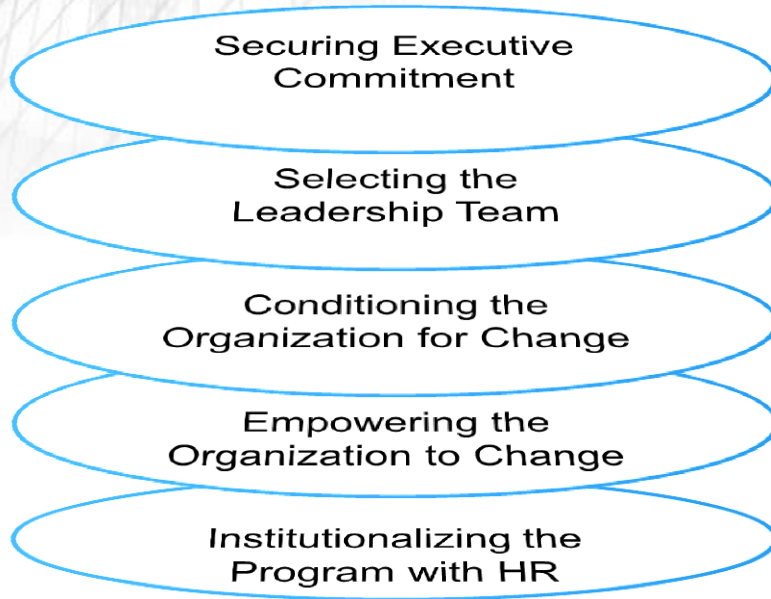 Securing Executive
Commitment
Selecting the
Leadership Team
Conditioning the
Organization for Change
Empowering the
Organization to Change
Institutionalizing the
Program with HR